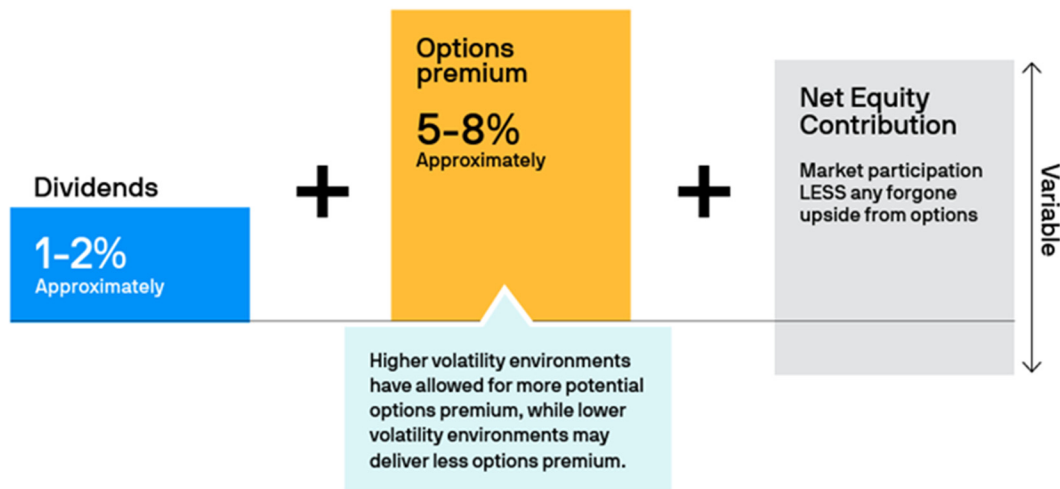 Dividends
1-2%
Approximately
+
Options
premium
5-8%
Approximately
+
Net Equity
Contribution
Market participation
LESS any forgone
upside from options
Variable
Higher volatility environments
have allowed for more potential
options premium, while lower
volatility environments may
deliver less options premium.